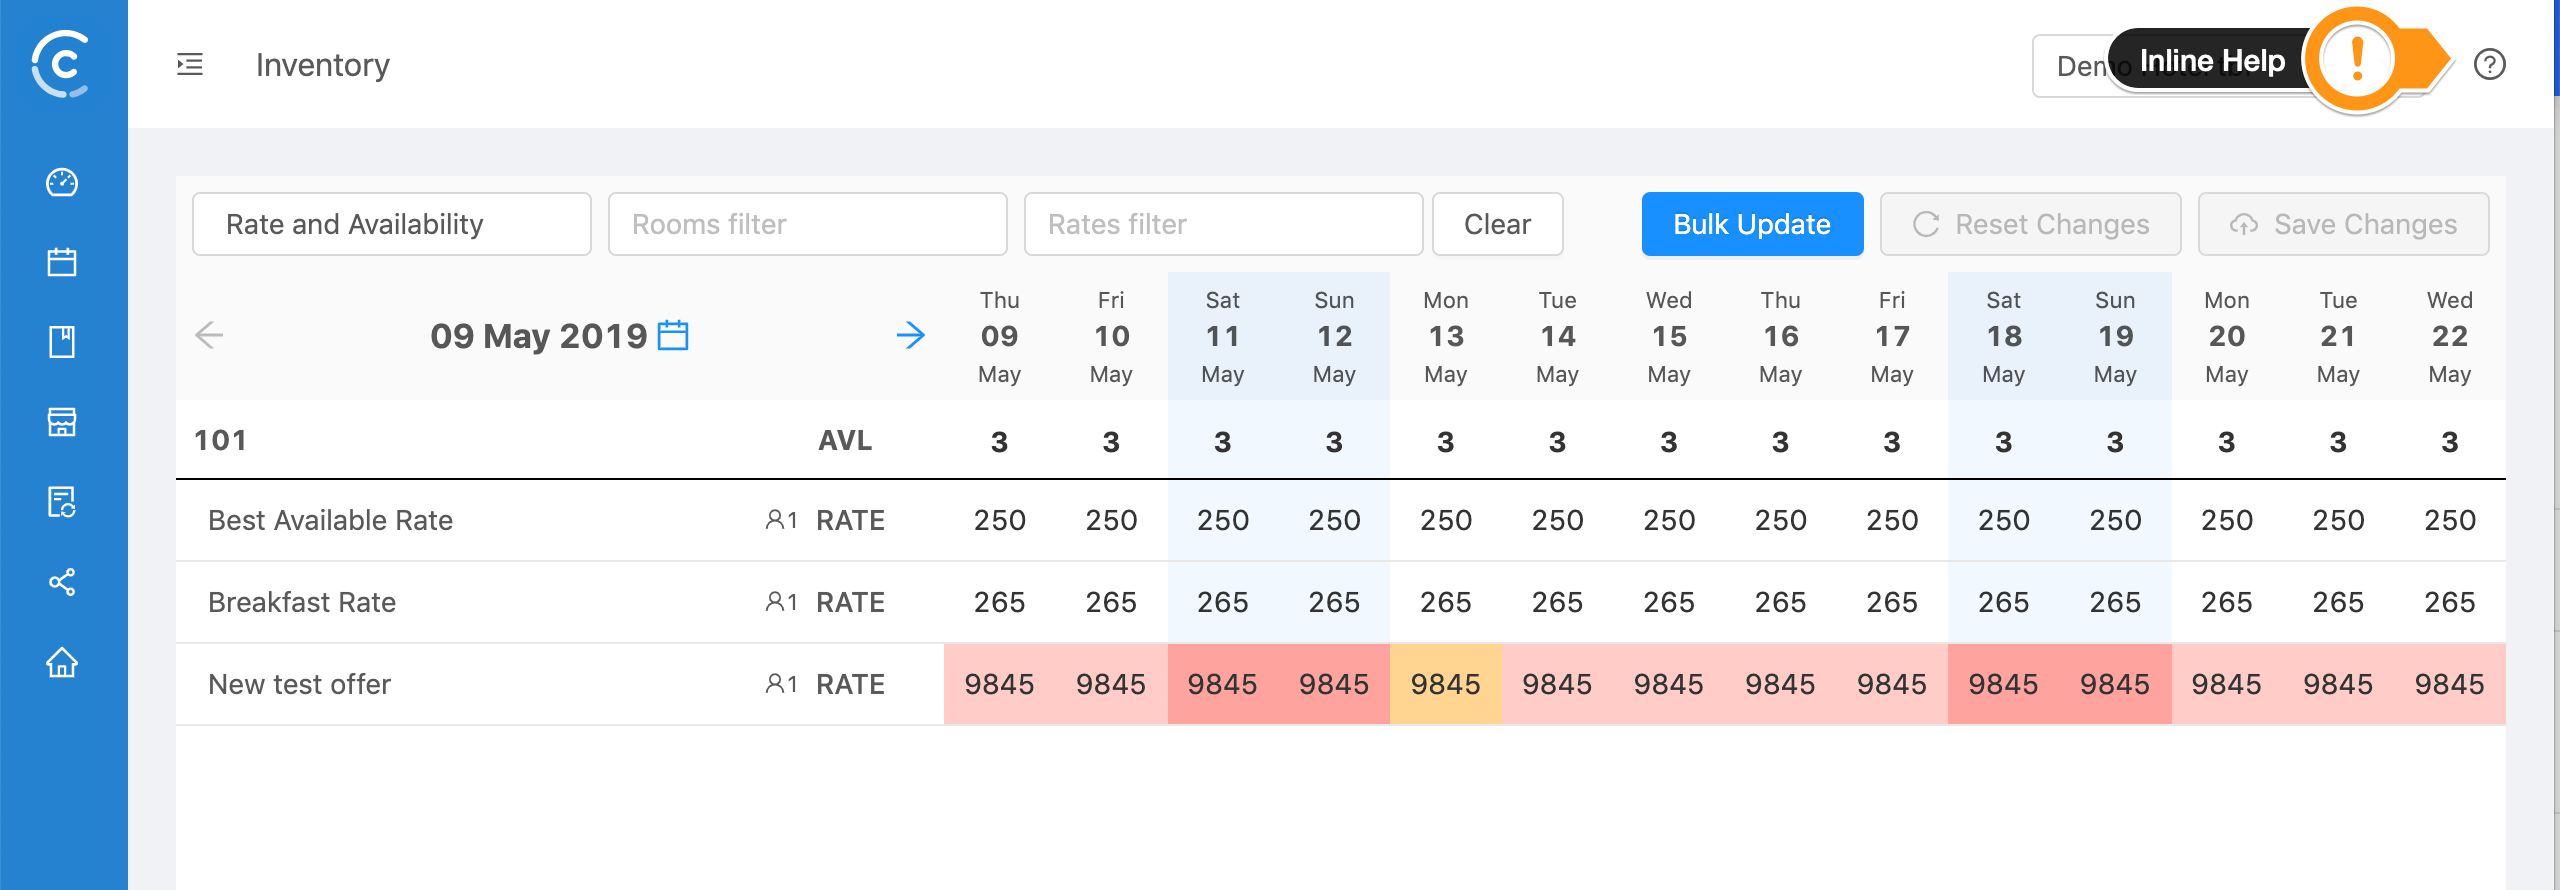 Inventory
Inline Help
Rate and Availability Rooms filter Rates filter Clear Bulk Update Reset Changes Save Changes
Thu Fri Sat Sun Mon Tue Wed Thu Fri Sat Sun Mon Tue Wed
09 May 2019 09 10 11 12 13 14 15 16 17 18 19 20 21 22
May May May May May May May May May May May May May May
101 AVL 3 3 3 3 3 3 3 3 3 3 3 3 3 3
Best Available Rate 1 RATE 250 250 250 250 250 250 250 250 250 250 250 250 250 250
Breakfast Rate 1 RATE 265 265 265 265 265 265 265 265 265 265 265 265 265 265
New test offer 1 RATE 9845 9845 9845 9845 9845 9845 9845 9845 9845 9845 9845 9845 9845 9845